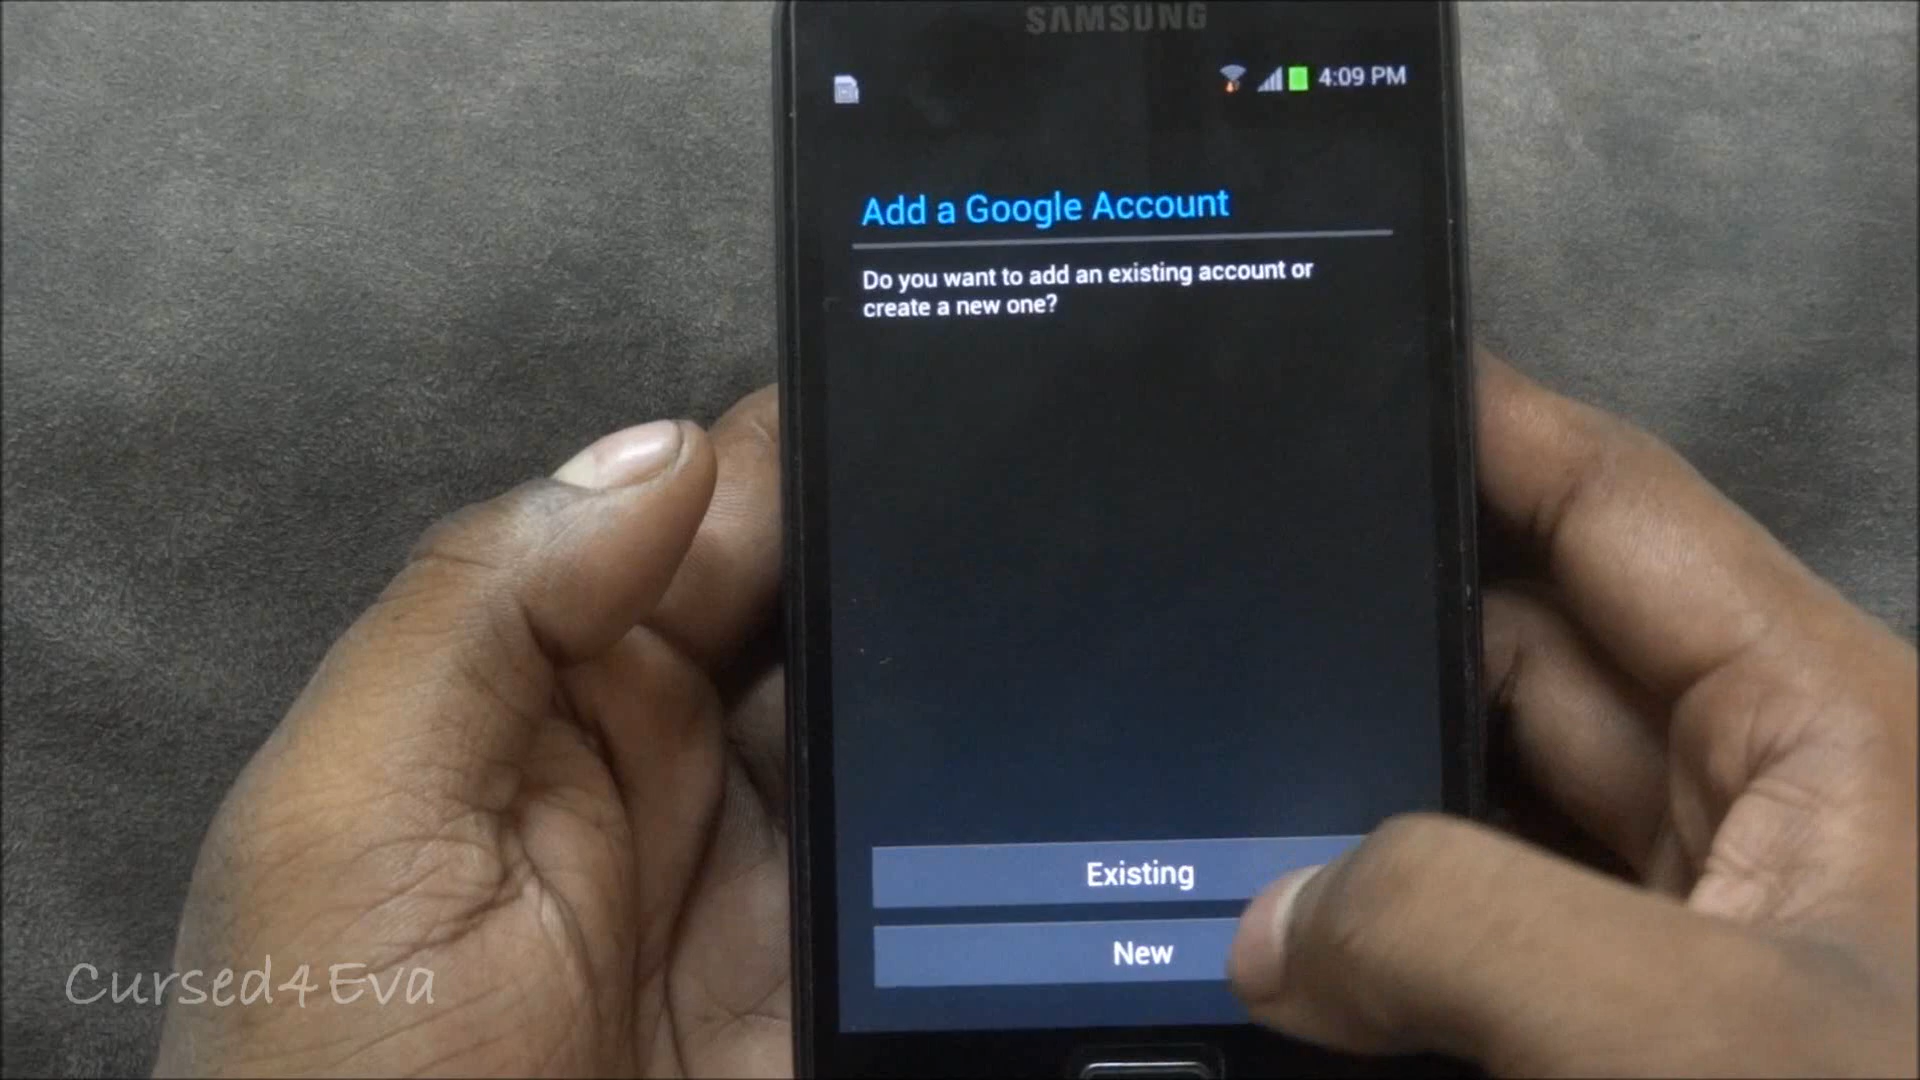 SAMSUNG
4:09 PM
Add a Google Account
Do you want to add an existing account or
create a new one?
Existing
New
Cursed4Eva